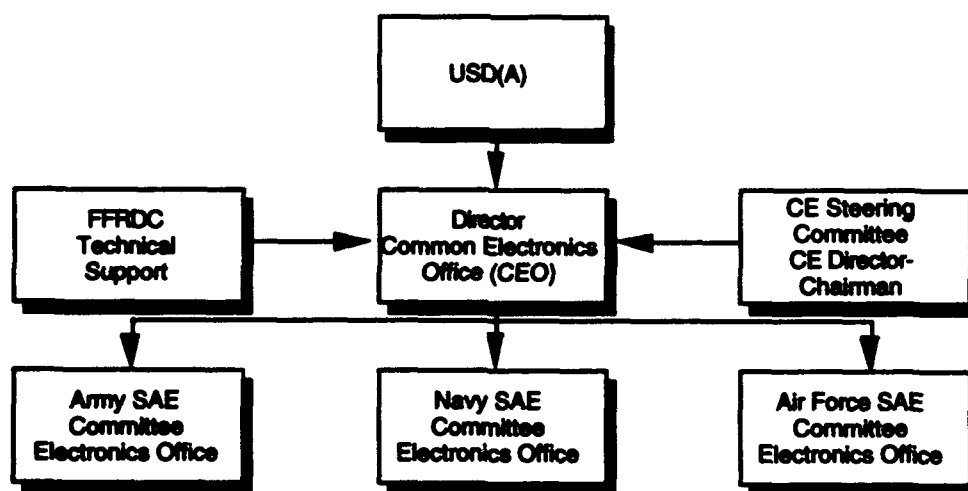 USD(A)
FFRDC
Technical
Support
Director
Common Electronics
Office (CEO)
CE Steering
Committee
CE Director-
Chairman
Army SAE
Committee
Electronics Office
Navy SAE
Committee
Electronics Office
Air Force SAE
Committee
Electronics Office